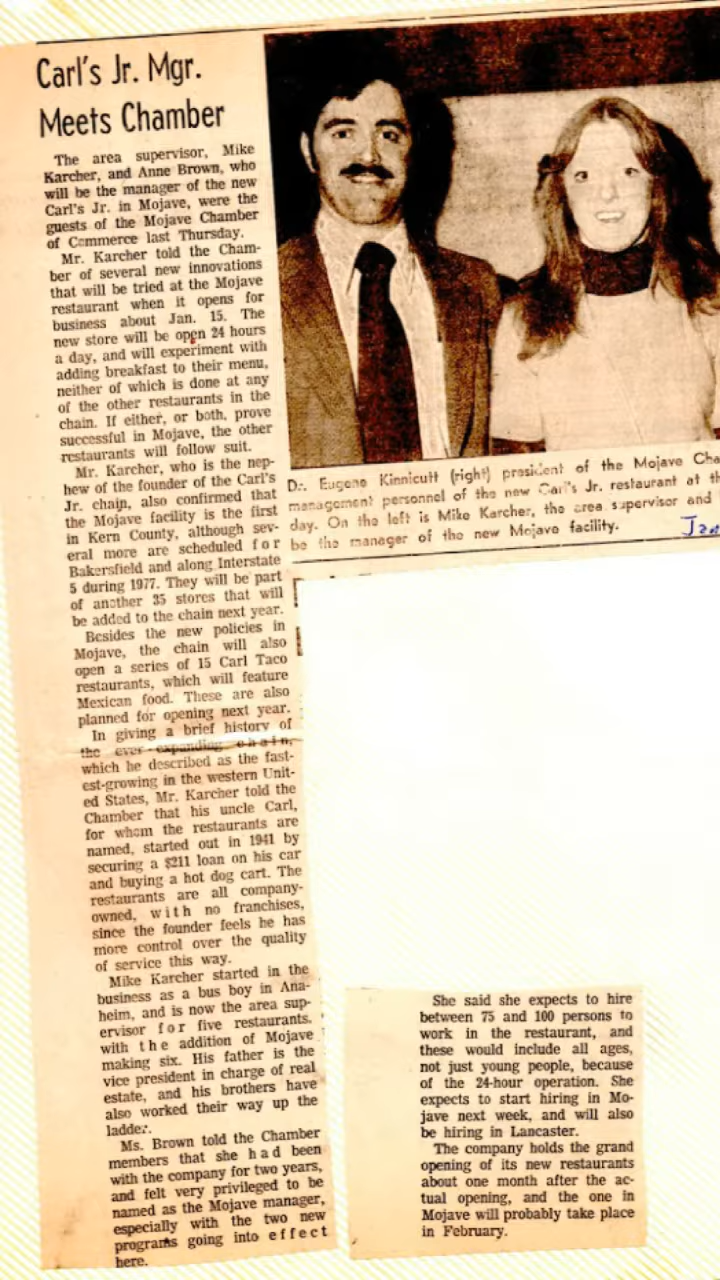 Carl's Jr. Mgr.
Meets Chamber
The area supervisor, Mike
Karcher, and Anne Brown, who
will be the manager of the new
Carl's Jr. in Mojave, were the
guests of the Mojave Chamber
of Commerce last Thursday.
Mr. Karcher told the Cham-
ber of several new innovations
that will be tried at the Mojave
restaurant when it opens for
business about Jan. 15. The
new store will be open 24 hours
a day, and will experiment with
adding breakfast to their menu,
neither of which is done at any
of the other restaurants in the
chain. If either, or both, prove
successful in Mojave, the other
restaurants will follow suit.
Mr. Karcher, who is the nep-
hew of the founder of the Carl's
Jr. chain, also confirmed that
the Mojave facility is the first
in Kern County, although sev-
eral more are scheduled for
Bakersfield and along Interstate
5 during 1977. They will be part
of another 35 stores that will
be added to the chain next year.
Besides the new policies in
Mojave, the chain will also
open a series of 15 Carl Taco
restaurants, which will feature
Mexican food. These are also
planned for opening next year.
In giving a brief history of
the ever-expanding chain,
which he described as the fast-
est-growing in the western Unit-
ed States, Mr. Karcher told the
Chamber that his uncle Carl,
for whom the restaurants are
named, started out in 1941 by
securing a $211 loan on his car
and buying a hot dog cart. The
restaurants are all company-
owned, with no franchises,
since the founder feels he has
more control over the quality
of service this way.
Mike Karcher started in the
business as a bus boy in Ana-
heim, and is now the area sup-
ervisor for five restaurants,
with the addition of Mojave
making six. His father is the
vice president in charge of real
estate, and his brothers have
also worked their way up the
ladder.
Ms. Brown told the Chamber
members that she had been
with the company for two years,
and felt very privileged to be
named as the Mojave manager,
especially with the two new
programs going into effect
here.
Dr. Eugene Kinnicutt (right) president of the Mojave Cha
management personnel of the new Carl's Jr. restaurant at th
day. On the left is Mike Karcher, the area supervisor and
be the manager of the new Mojave facility.
Jan
She said she expects to hire
between 75 and 100 persons to
work in the restaurant, and
these would include all ages,
not just young people, because
of the 24-hour operation. She
expects to start hiring in Mo-
jave next week, and will also
be hiring in Lancaster.
The company holds the grand
opening of its new restaurants
about one month after the ac-
tual opening, and the one in
Mojave will probably take place
in February.